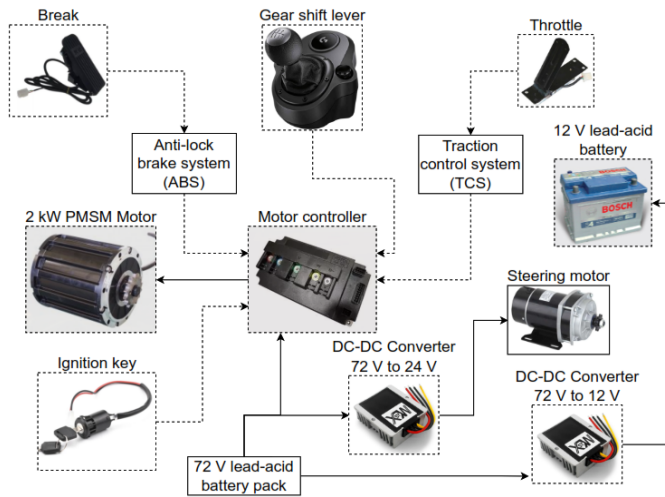 Break
Gear shift lever
Throttle
Anti-lock
brake system
(ABS)
Traction
control system
(TCS)
12 V lead-acid
battery
BOSCH
2 kW PMSM Motor
Motor controller
Steering motor
Ignition key
DC-DC Converter
72 V to 24 V
DC-DC Converter
72 V to 12 V
72 V lead-acid
battery pack